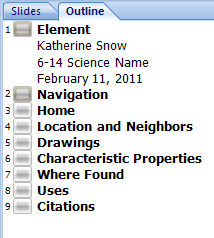 Slides Outline
1 Element
Katherine Snow
6-14 Science Name
February 11, 2011
2 Navigation
3 Home
4 Location and Neighbors
5 Drawings
6 Characteristic Properties
7 Where Found
8 Uses
9 Citations